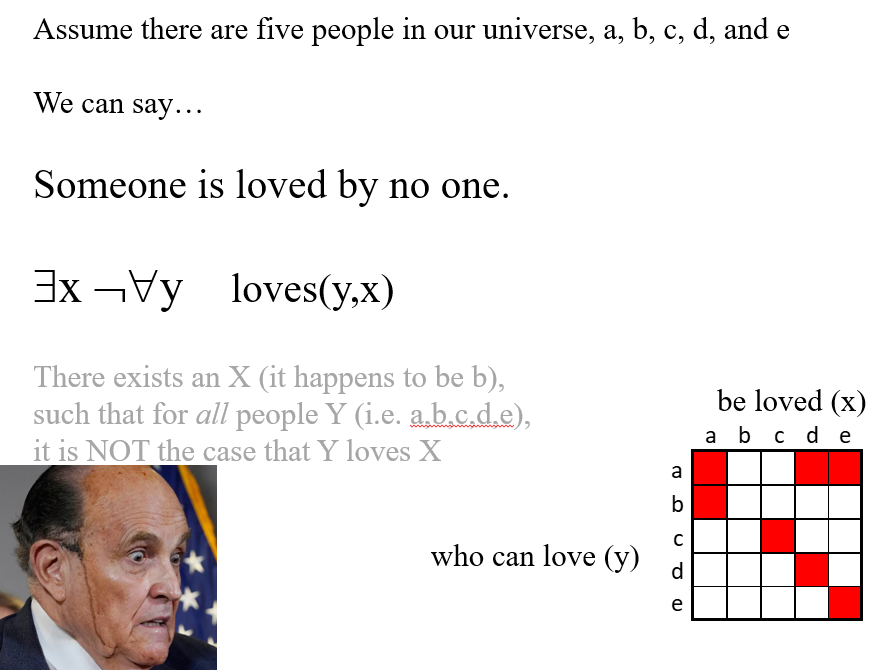 Assume there are five people in our universe, a, b, c, d, and e
We can say…
Someone is loved by no one.
∃x ¬∀y loves(y,x)
There exists an X (it happens to be b),
such that for all people Y (i.e. a,b,c,d,e),
it is NOT the case that Y loves X
be loved (x)
a b c d e
a
b
c
who can love (y)
d
e